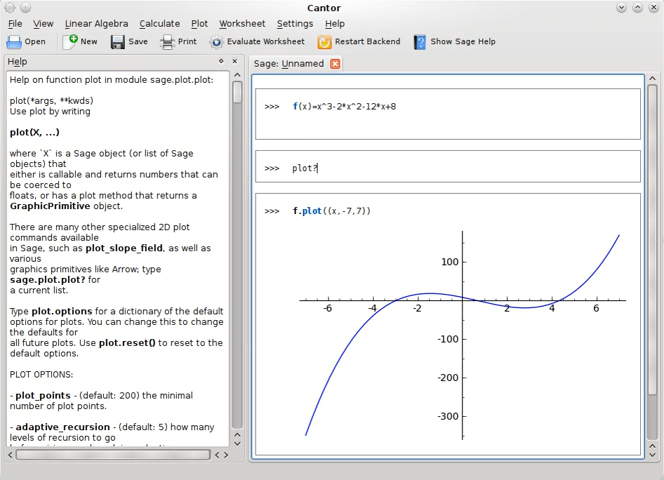 Cantor
File View Linear Algebra Calculate Plot Worksheet Settings Help
Open New Save Print Evaluate Worksheet Restart Backend Show Sage Help
Help
Help on function plot in module sage.plot.plot:
plot(*args, **kwds)
Use plot by writing
plot(X, ...)
where `X` is a Sage object (or list of Sage
objects) that
either is callable and returns numbers that can
be coerced to
floats, or has a plot method that returns a
GraphicPrimitive object.
There are many other specialized 2D plot
commands available
in Sage, such as plot_slope_field, as well as
various
graphics primitives like Arrow; type
sage.plot.plot? for
a current list.
Type plot.options for a dictionary of the default
options for plots. You can change this to change
the defaults for
all future plots. Use plot.reset() to reset to the
default options.
PLOT OPTIONS:
- plot_points - (default: 200) the minimal
number of plot points.
- adaptive_recursion - (default: 5) how many
levels of recursion to go
Sage: Unnamed
>>> f(x)=x^3-2*x^2-12*x+8
>>> plot?
>>> f.plot((x,-7,7))
100
-6 -4 -2 2 4 6
-100
-200
-300